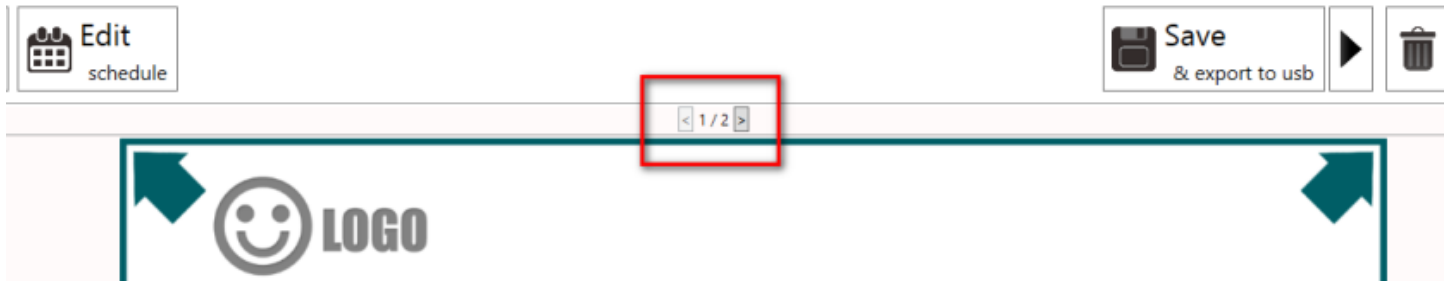 Edit
schedule
Save
& export to usb
< 1 / 2 >
LOGO